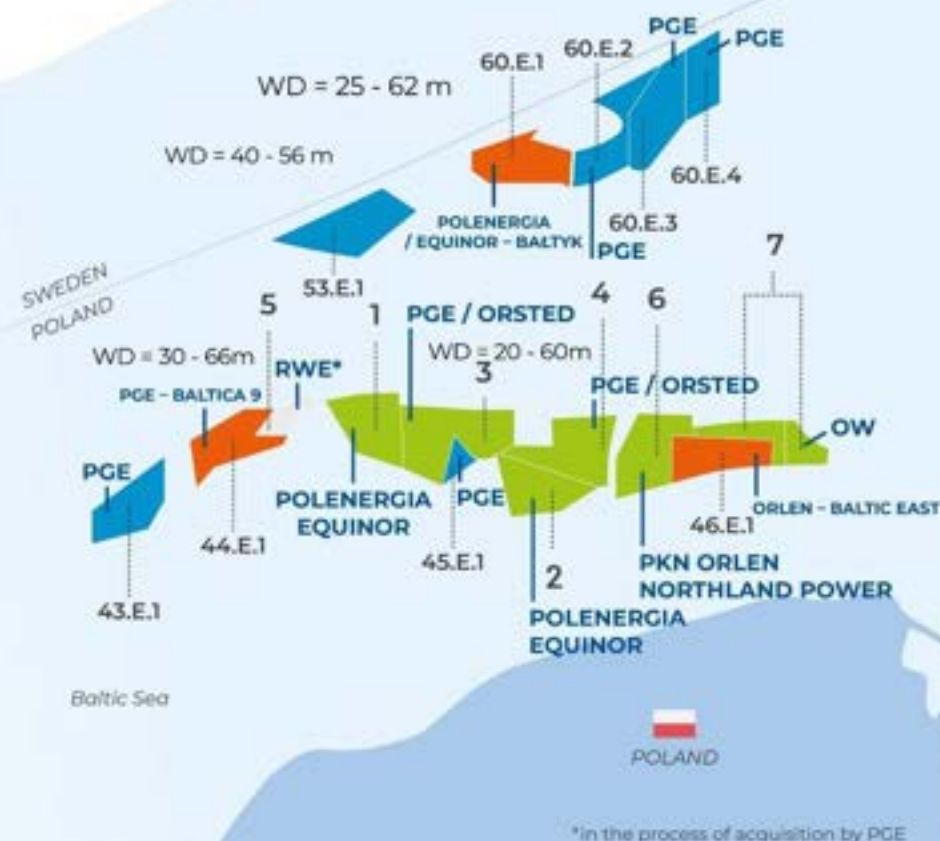 PGE
PGE
60.E.2
60.E.1
WD = 25 - 62 m
WD = 40 - 56 m
60.E.4
60.E.3
POLENERGIA
/ EQUINOR – BAŁTYK
PGE
7
SWEDEN
POLAND
53.E.1
5
1
PGE / ORSTED
4
6
WD = 30 - 66m
WD = 20 - 60m
RWE*
3
PGE / ORSTED
PGE – BALTICA 9
OW
PGE
POLENERGIA
EQUINOR
PGE
ORLEN – BALTIC EAST
46.E.1
44.E.1
45.E.1
2
PKN ORLEN
NORTHLAND POWER
43.E.1
POLENERGIA
EQUINOR
Baltic Sea
POLAND
*in the process of acquisition by PGE